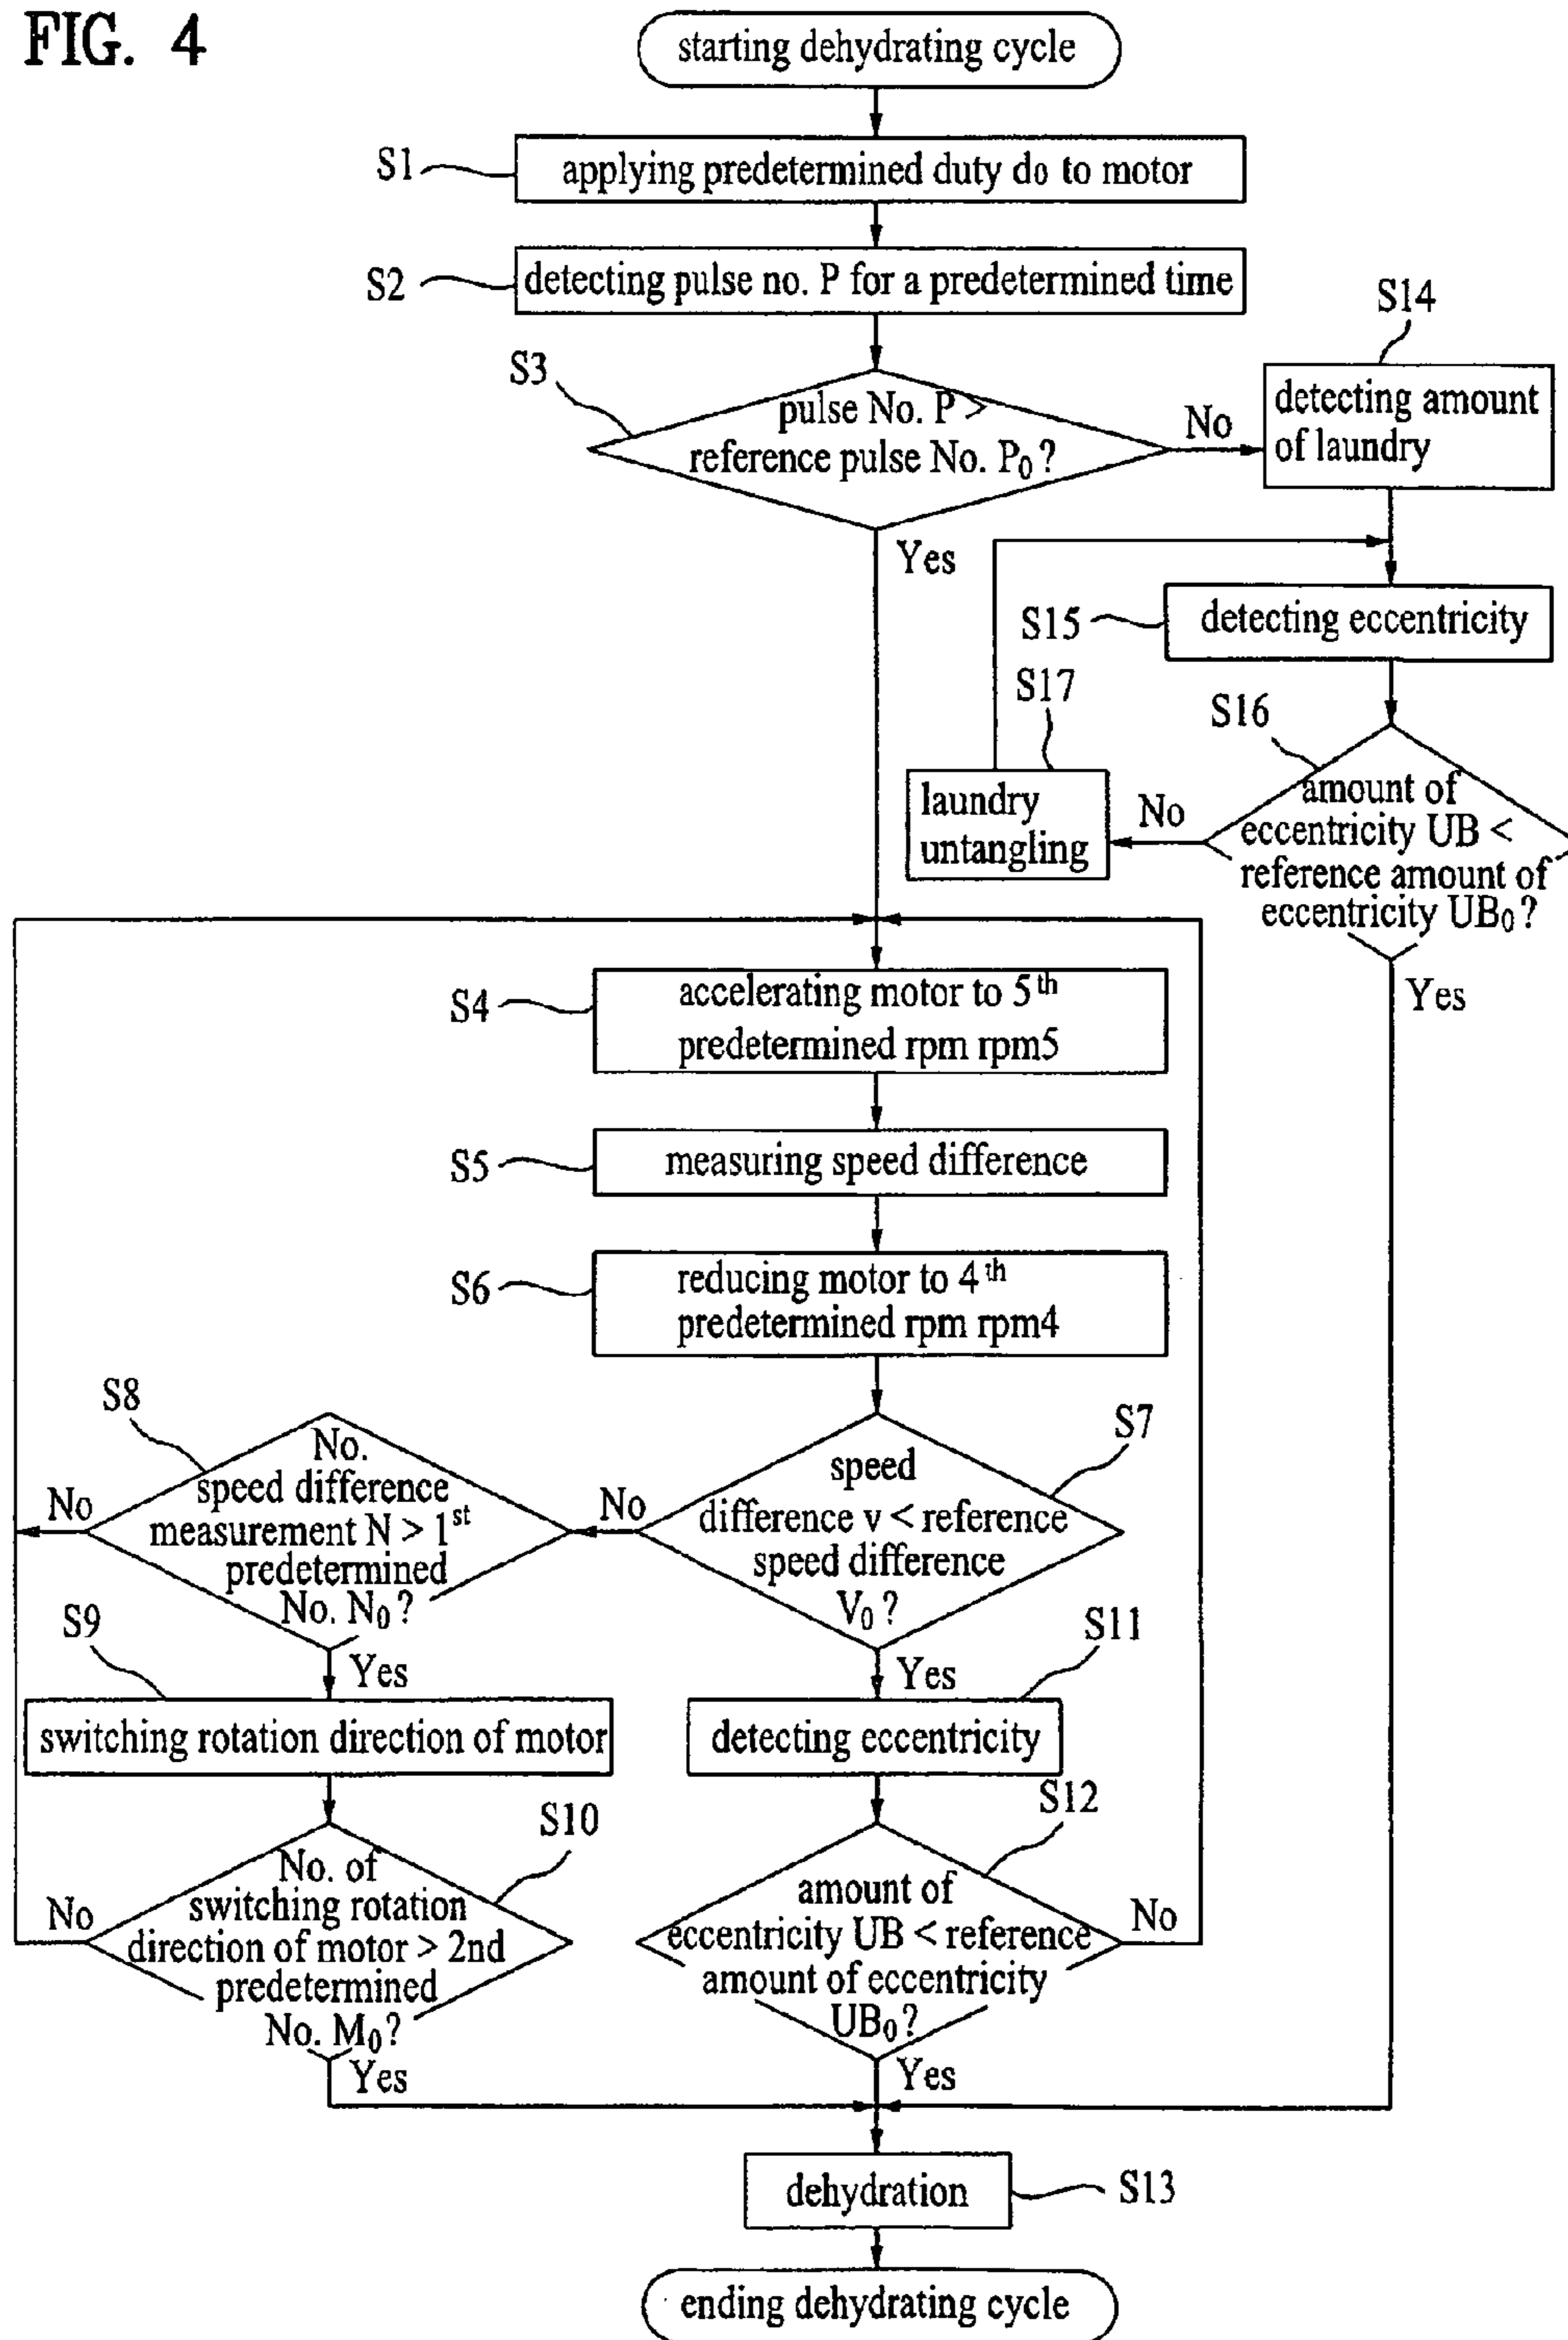 FIG. 4
starting dehydrating cycle
S1
applying predetermined duty d₀ to motor
S2
detecting pulse no. P for a predetermined time
S3
pulse No. P >
reference pulse No. P₀ ?
No
Yes
S14
detecting amount
of laundry
S15
detecting eccentricity
S16
amount of
eccentricity UB <
reference amount of
eccentricity UB₀ ?
No
Yes
S17
laundry
untangling
S4
accelerating motor to 5th
predetermined rpm rpm5
S5
measuring speed difference
S6
reducing motor to 4th
predetermined rpm rpm4
S7
speed
difference v < reference
speed difference
V₀ ?
No
Yes
S8
No.
speed difference
measurement N > 1st
predetermined
No. N₀ ?
No
Yes
S9
switching rotation direction of motor
S10
No. of
switching rotation
direction of motor > 2nd
predetermined
No. M₀?
No
Yes
S11
detecting eccentricity
S12
amount of
eccentricity UB < reference
amount of eccentricity
UB₀ ?
No
Yes
dehydration
S13
ending dehydrating cycle